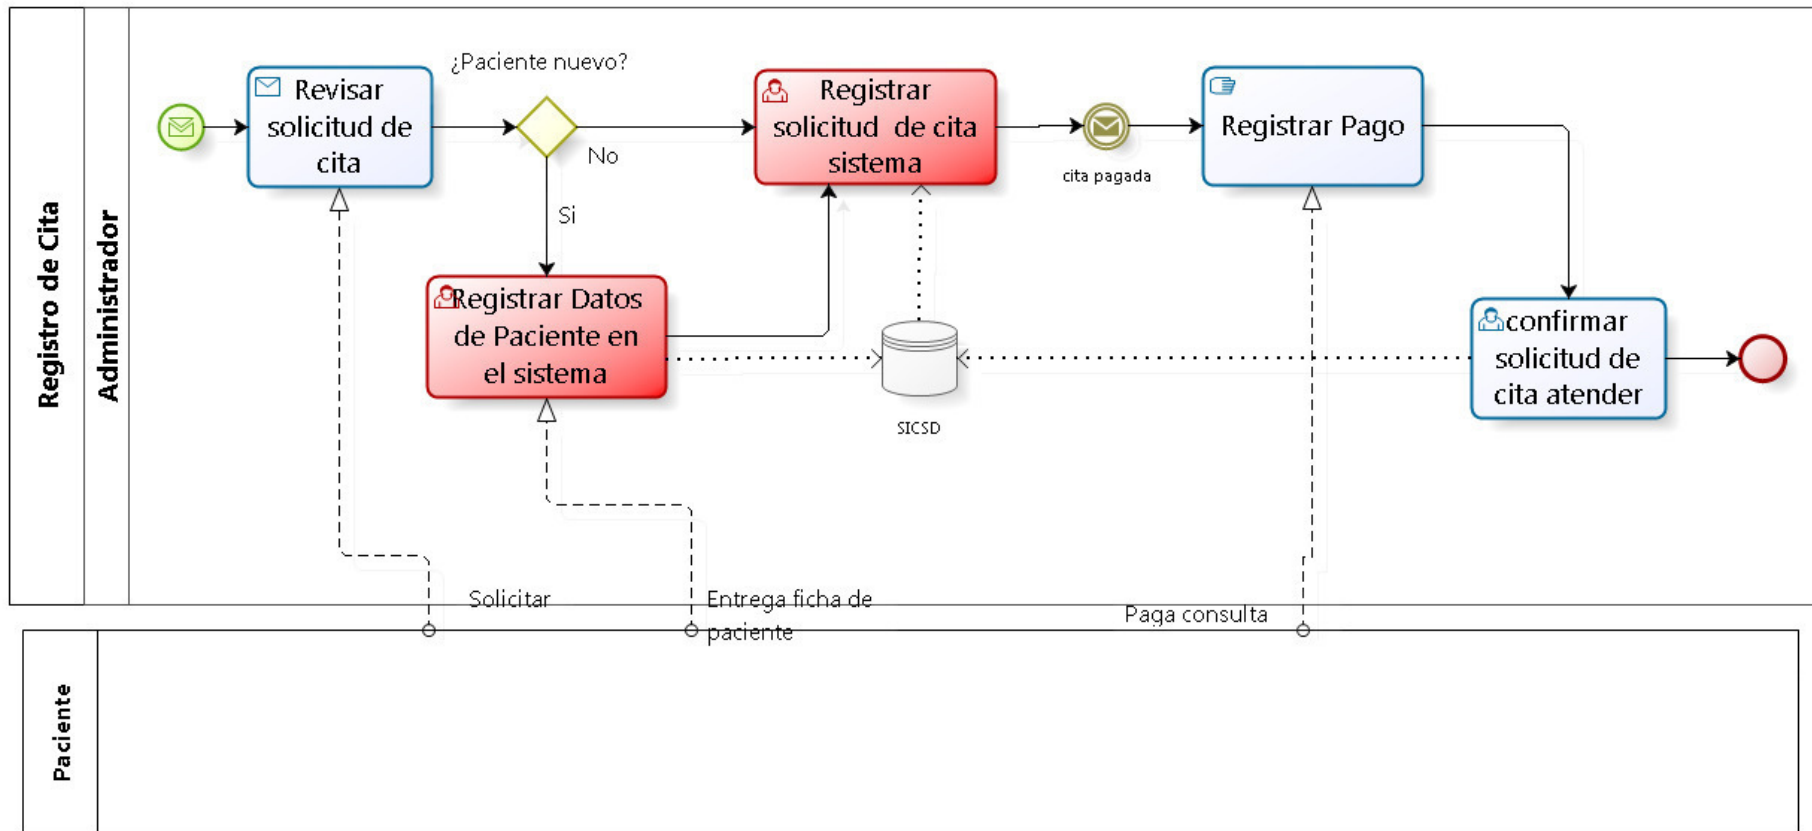 Registro de Cita
Administrador
Revisar
solicitud de
cita
¿Paciente nuevo?
No
Si
Registrar
solicitud de cita
sistema
cita pagada
Registrar Pago
Registrar Datos
de Paciente en
el sistema
SICSD
confirmar
solicitud de
cita atender
Solicitar
Entrega ficha de
paciente
Paga consulta
Paciente